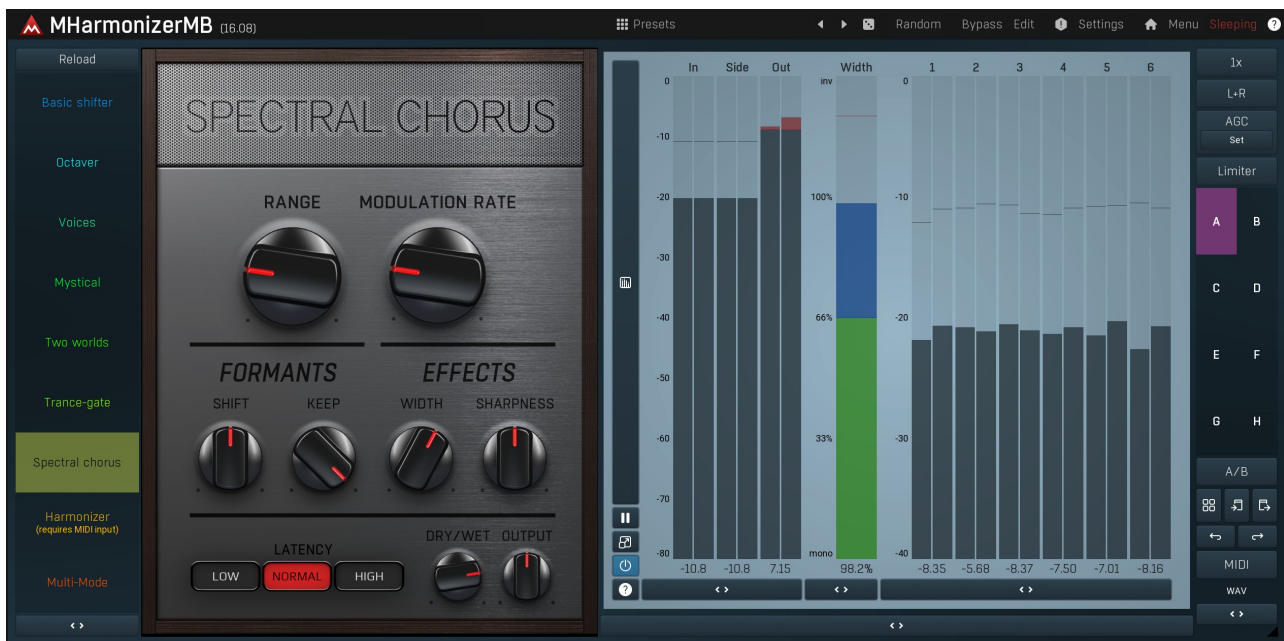 MHarmonizerMB (16.08)
Presets
Random
Bypass
Edit
Settings
Menu
Sleeping
?
Reload
Basic shifter
Octaver
Voices
Mystical
Two worlds
Trance-gate
Spectral chorus
Harmonizer
(requires MIDI input)
Multi-Mode
SPECTRAL CHORUS
RANGE
MODULATION RATE
FORMANTS
EFFECTS
SHIFT
KEEP
WIDTH
SHARPNESS
LATENCY
LOW
NORMAL
HIGH
DRY/WET
OUTPUT
In
Side
Out
0
-10
-20
-30
-40
-50
-60
-70
-80
-10.8
-10.8
7.15
Width
inv
100%
66%
33%
mono
98.2%
1
2
3
4
5
6
0
-10
-20
-30
-40
-8.35
-5.68
-8.37
-7.50
-7.01
-8.16
?
1x
L+R
AGC
Set
Limiter
A
B
C
D
E
F
G
H
A/B
MIDI
WAV